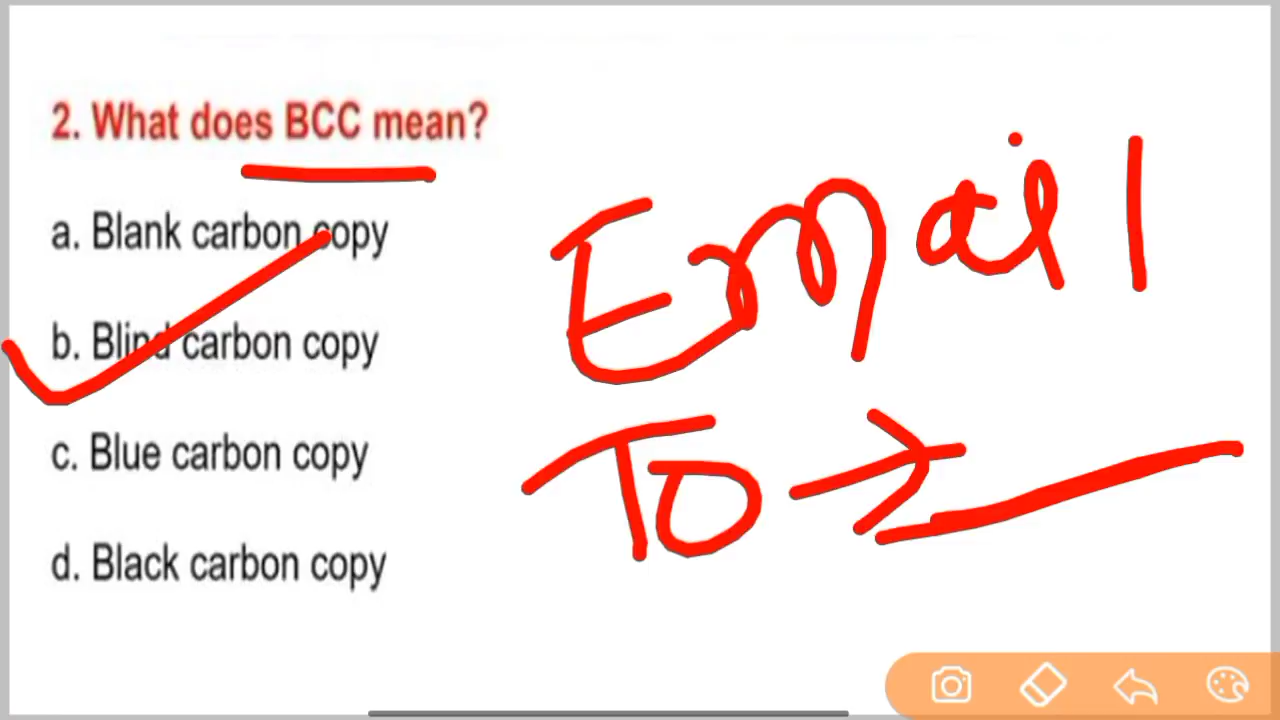 2. What does BCC mean?
a. Blank carbon copy
b. Blind carbon copy
c. Blue carbon copy
d. Black carbon copy
Email
To →